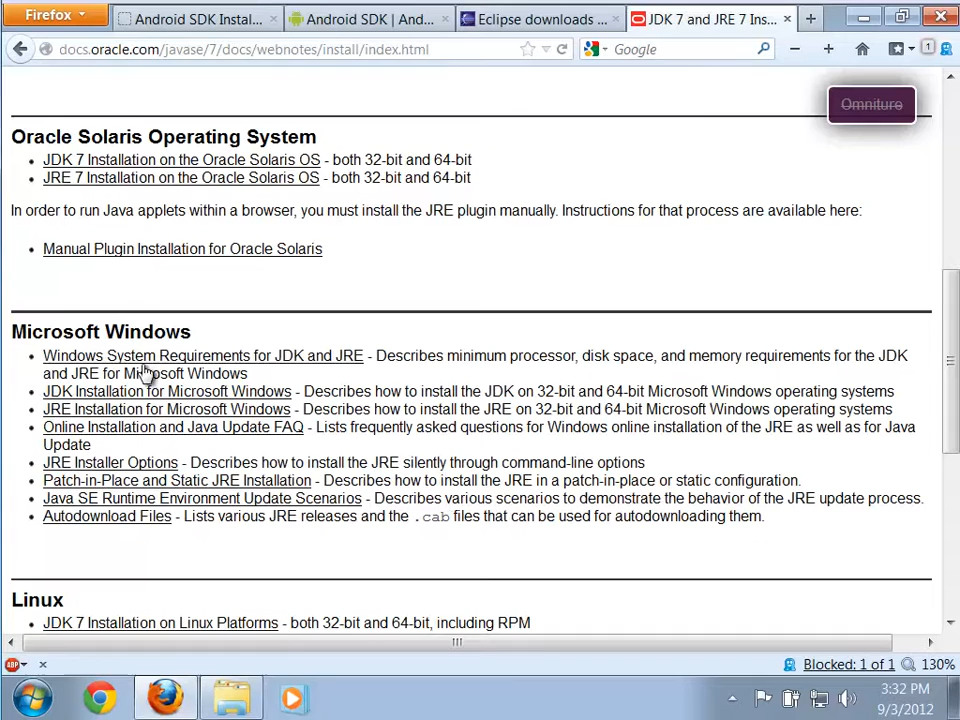 Firefox
Android SDK Instal...
Android SDK | And...
Eclipse downloads ...
JDK 7 and JRE 7 Ins...
docs.oracle.com/javase/7/docs/webnotes/install/index.html
Google
1
Omniture
Oracle Solaris Operating System
JDK 7 Installation on the Oracle Solaris OS - both 32-bit and 64-bit
JRE 7 Installation on the Oracle Solaris OS - both 32-bit and 64-bit
In order to run Java applets within a browser, you must install the JRE plugin manually. Instructions for that process are available here:
Manual Plugin Installation for Oracle Solaris
Microsoft Windows
Windows System Requirements for JDK and JRE - Describes minimum processor, disk space, and memory requirements for the JDK
and JRE for Microsoft Windows
JDK Installation for Microsoft Windows - Describes how to install the JDK on 32-bit and 64-bit Microsoft Windows operating systems
JRE Installation for Microsoft Windows - Describes how to install the JRE on 32-bit and 64-bit Microsoft Windows operating systems
Online Installation and Java Update FAQ - Lists frequently asked questions for Windows online installation of the JRE as well as for Java
Update
JRE Installer Options - Describes how to install the JRE silently through command-line options
Patch-in-Place and Static JRE Installation - Describes how to install the JRE in a patch-in-place or static configuration.
Java SE Runtime Environment Update Scenarios - Describes various scenarios to demonstrate the behavior of the JRE update process.
Autodownload Files - Lists various JRE releases and the .cab files that can be used for autodownloading them.
Linux
JDK 7 Installation on Linux Platforms - both 32-bit and 64-bit, including RPM
ABP
Blocked: 1 of 1
130%
3:32 PM
9/3/2012